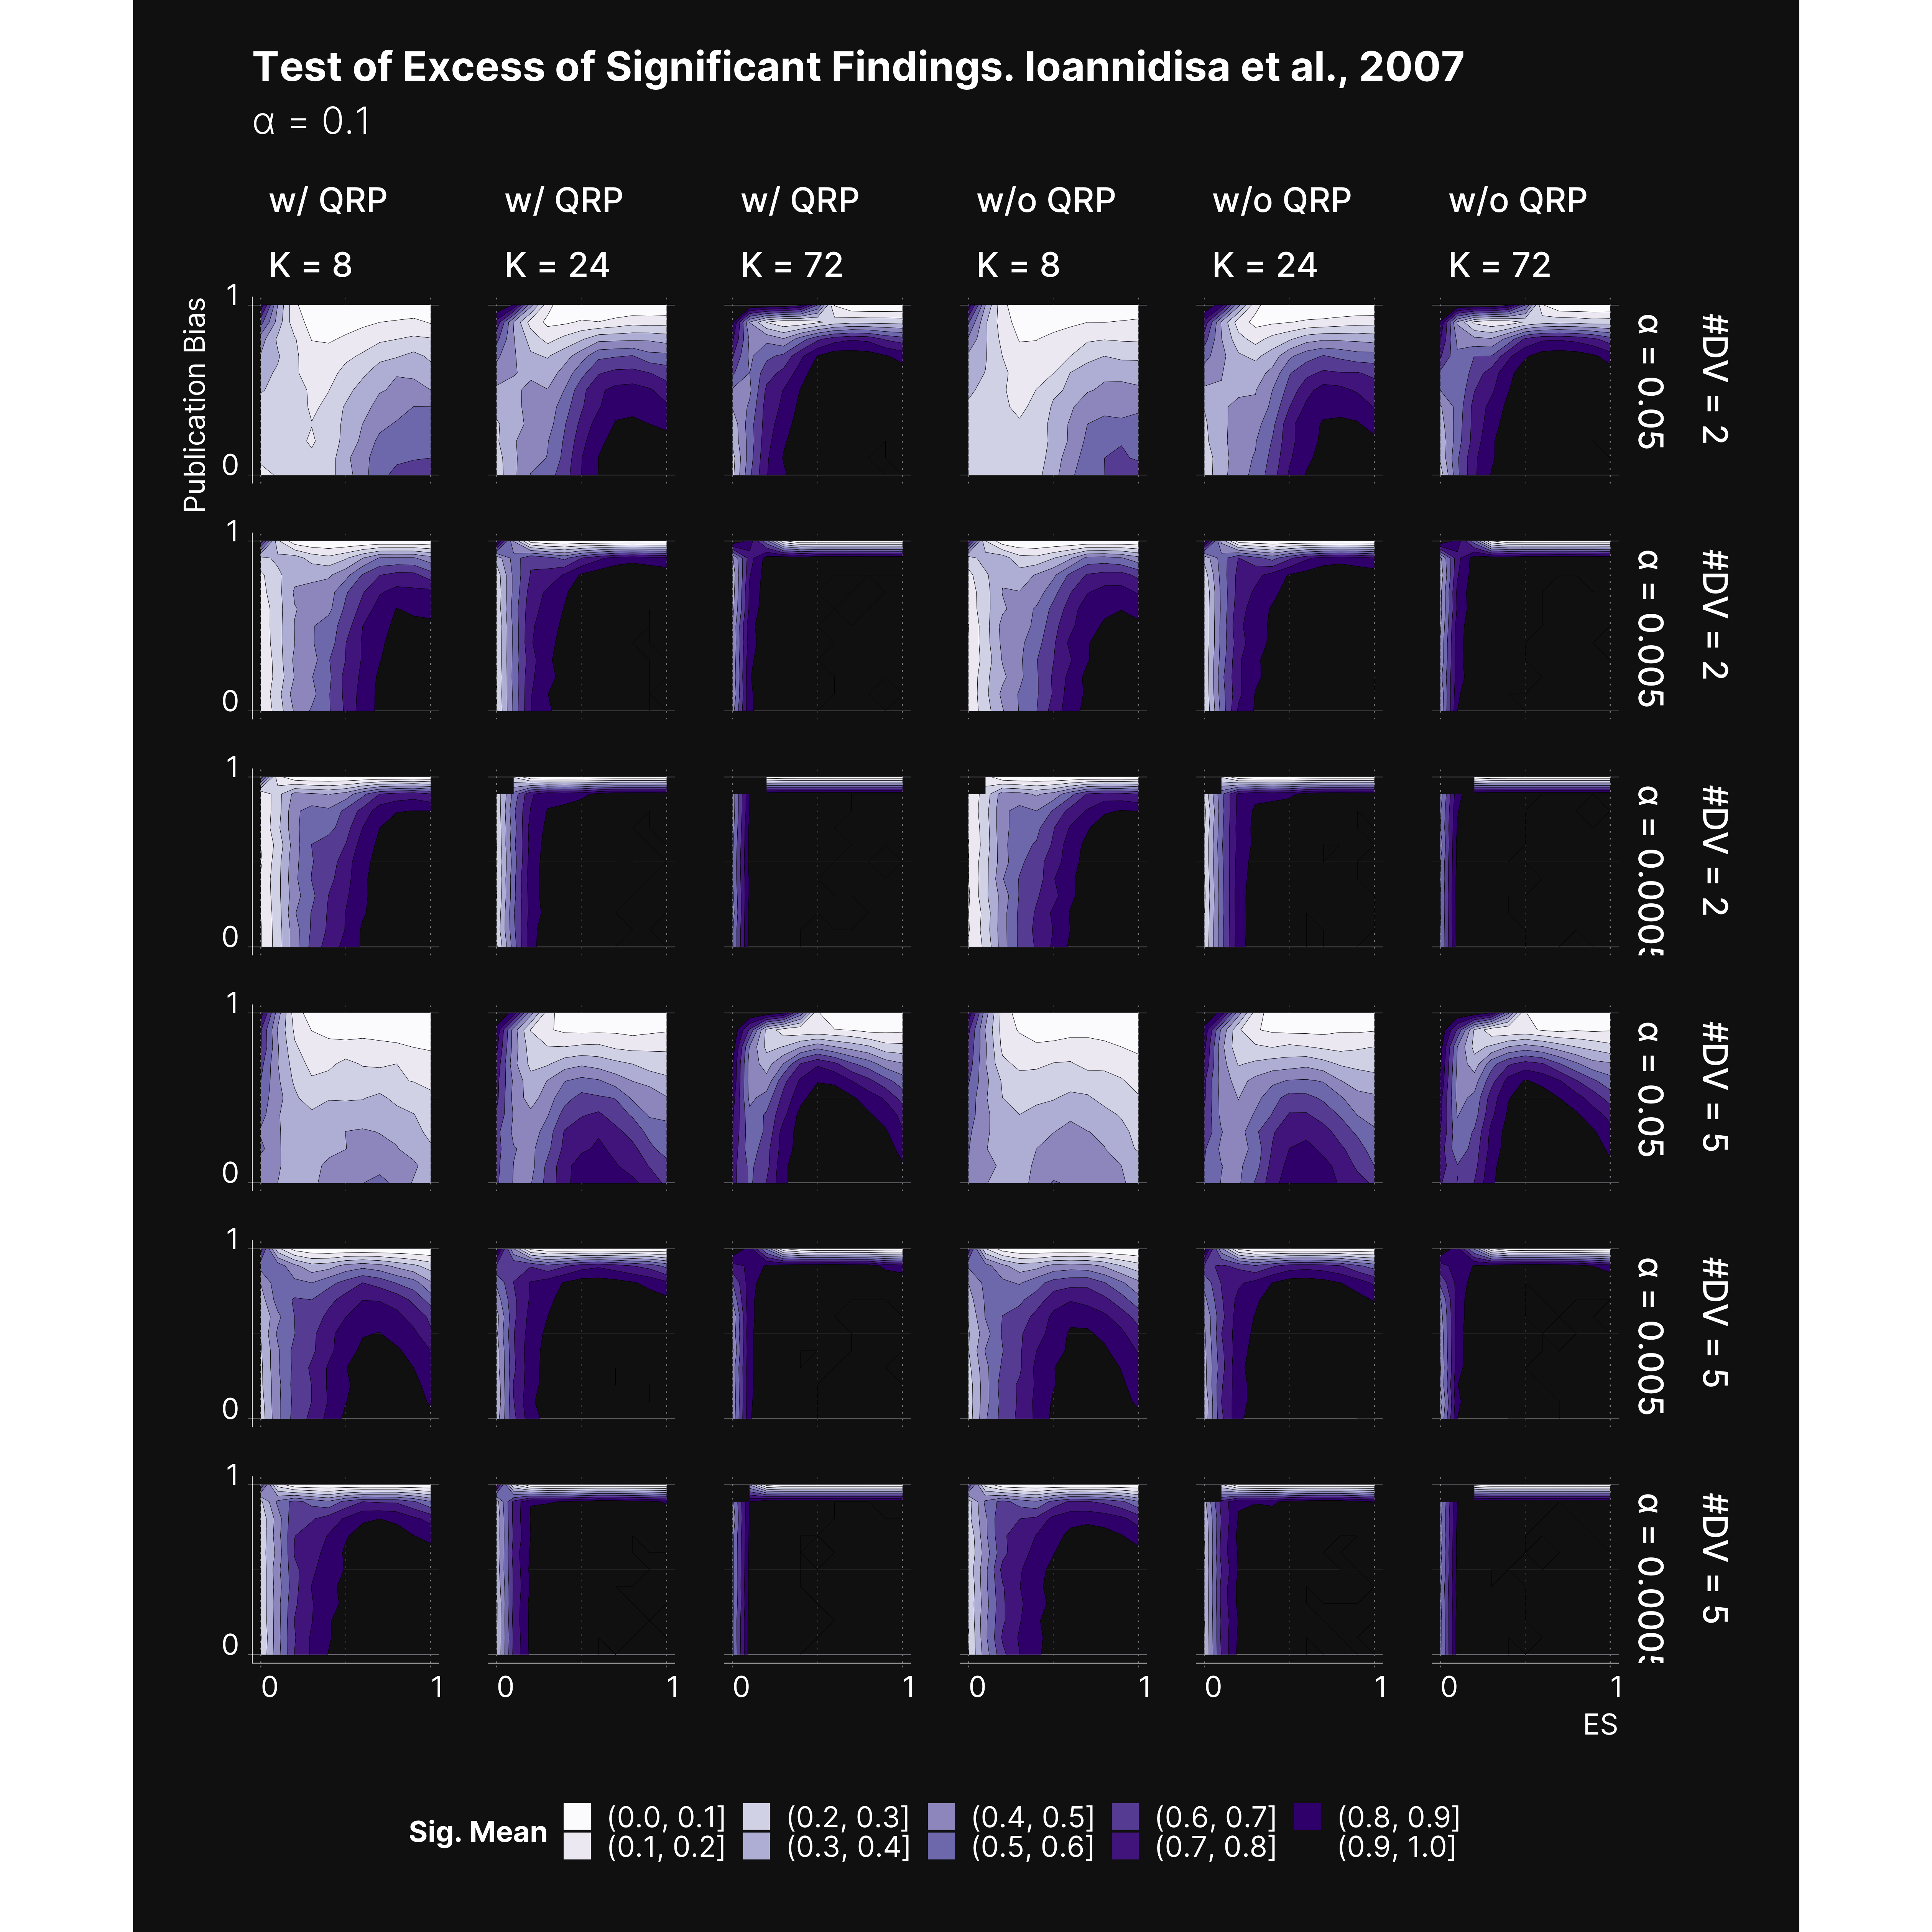 Test of Excess of Significant Findings. Ioannidisa et al., 2007
α = 0.1
w/ QRP w/ QRP w/ QRP w/o QRP w/o QRP w/o QRP
K = 8 K = 24 K = 72 K = 8 K = 24 K = 72
Publication Bias
1
0
α = 0.05
#DV = 2
1
0
α = 0.005
#DV = 2
1
0
α = 0.0005
#DV = 2
1
0
α = 0.05
#DV = 5
1
0
α = 0.005
#DV = 5
1
0
α = 0.0005
#DV = 5
0 1 0 1 0 1 0 1 0 1 0 1
ES
Sig. Mean
(0.0, 0.1] (0.2, 0.3] (0.4, 0.5] (0.6, 0.7] (0.8, 0.9]
(0.1, 0.2] (0.3, 0.4] (0.5, 0.6] (0.7, 0.8] (0.9, 1.0]